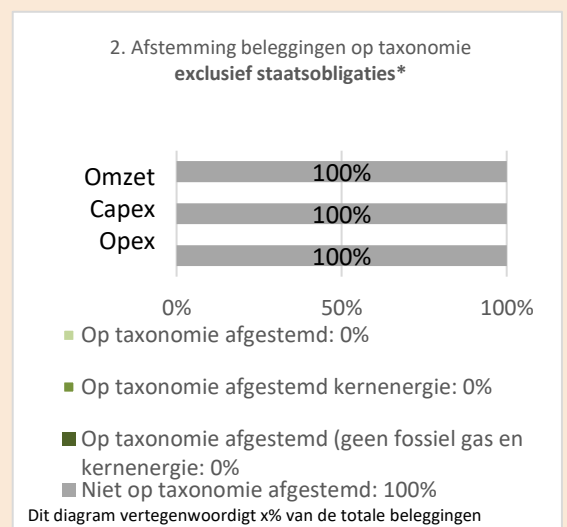 2. Afstemming beleggingen op taxonomie
exclusief staatsobligaties*
Omzet
100%
Capex
100%
Opex
100%
0%
50%
100%
Op taxonomie afgestemd: 0%
Op taxonomie afgestemd kernenergie: 0%
Op taxonomie afgestemd (geen fossiel gas en
kernenergie: 0%
Niet op taxonomie afgestemd: 100%
Dit diagram vertegenwoordigt x% van de totale beleggingen